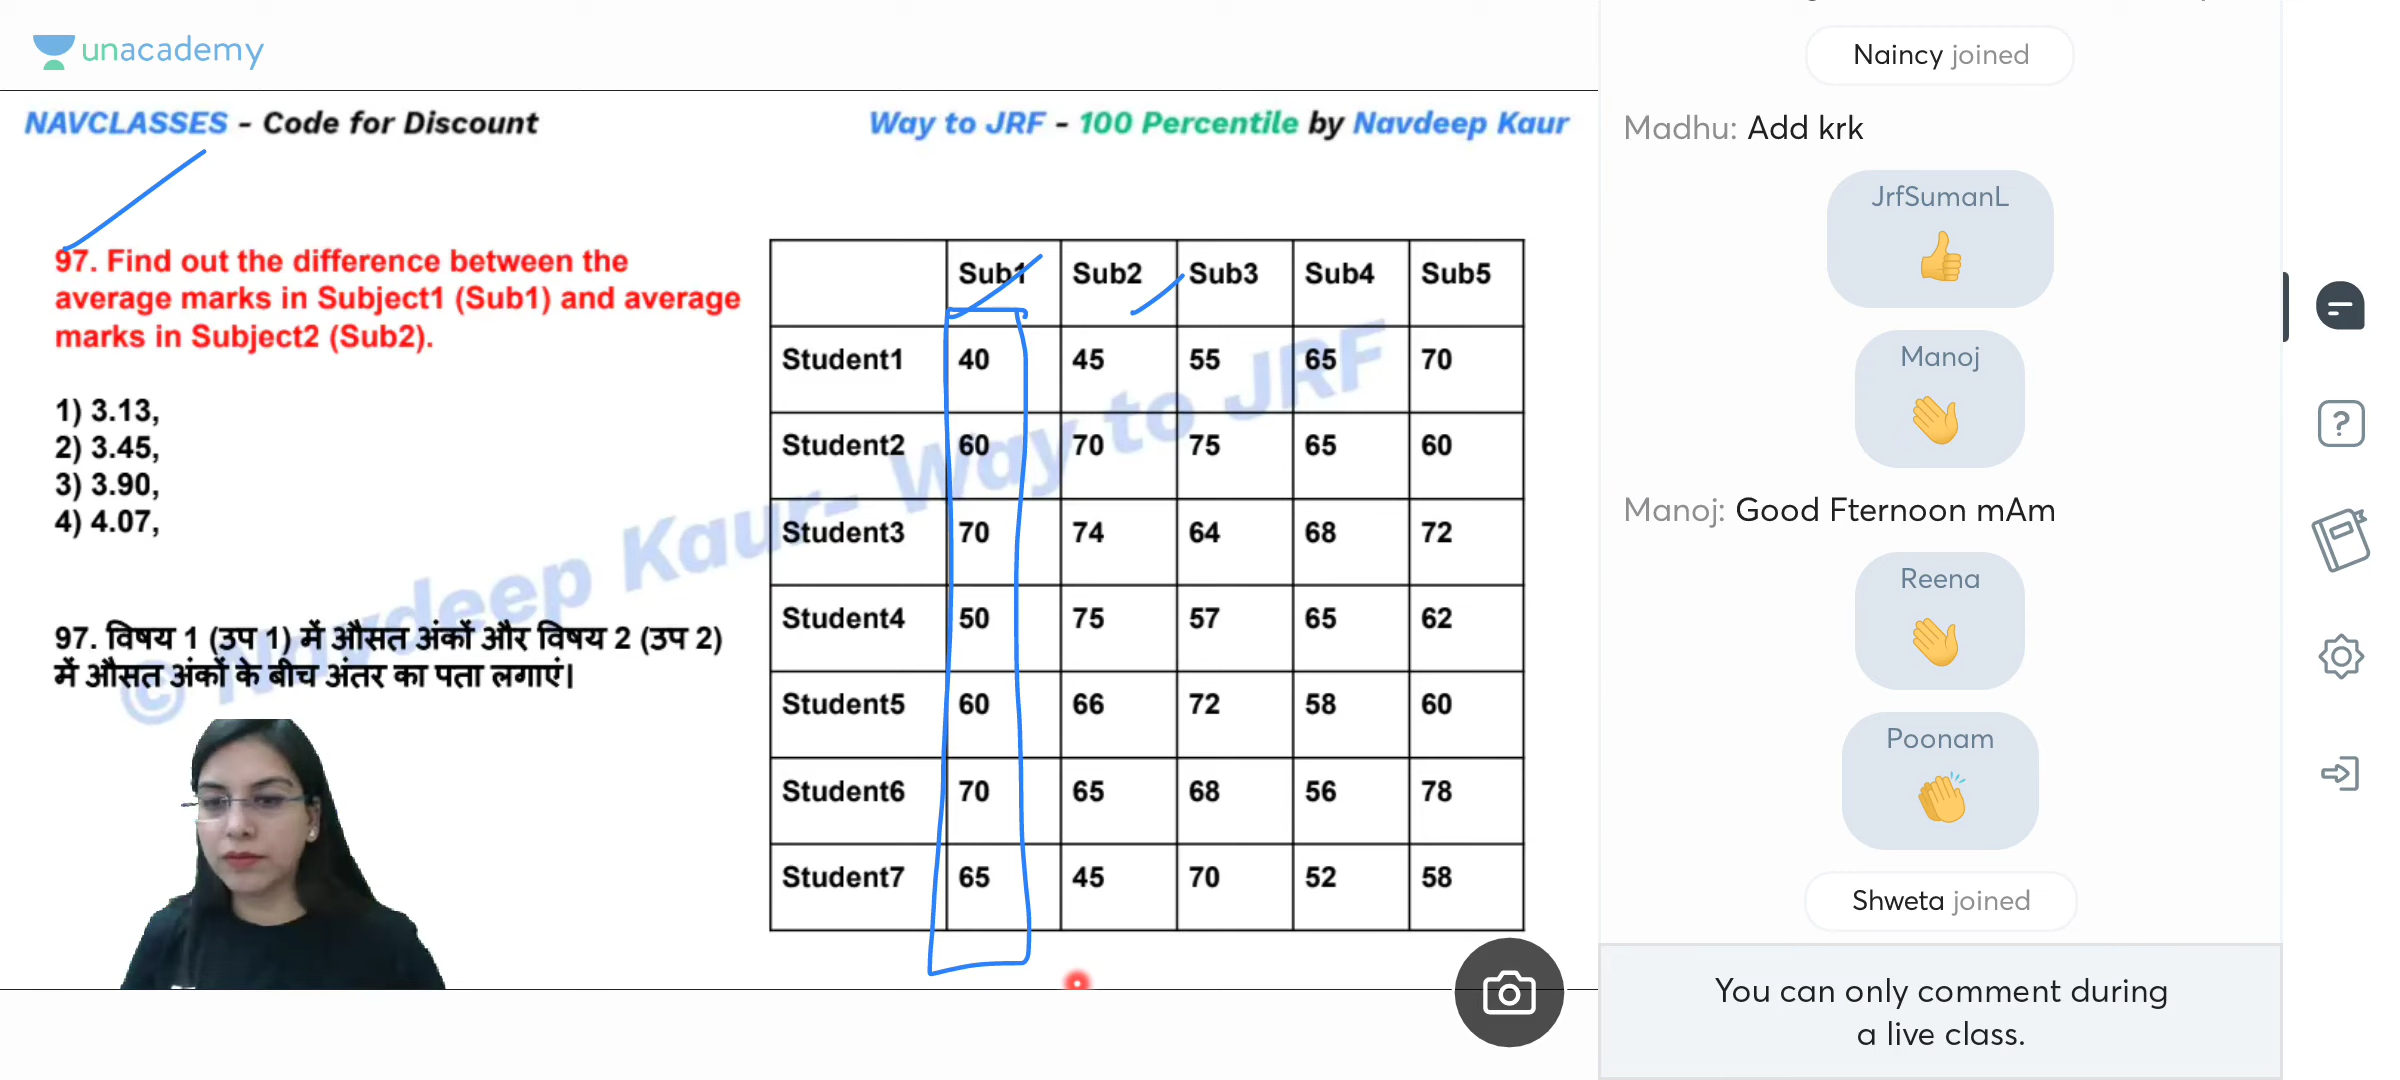 unacademy
NAVCLASSES - Code for Discount
Way to JRF - 100 Percentile by Navdeep Kaur
97. Find out the difference between the
average marks in Subject1 (Sub1) and average
marks in Subject2 (Sub2).
1) 3.13,
2) 3.45,
3) 3.90,
4) 4.07,
97. विषय 1 (उप 1) में औसत अंकों और विषय 2 (उप 2)
में औसत अंकों के बीच अंतर का पता लगाएं।
Sub1 Sub2 Sub3 Sub4 Sub5
Student1 40 45 55 65 70
Student2 60 70 75 65 60
Student3 70 74 64 68 72
Student4 50 75 57 65 62
Student5 60 66 72 58 60
Student6 70 65 68 56 78
Student7 65 45 70 52 58
© Navdeep Kaur- Way to JRF
Naincy joined
Madhu: Add krk
JrfSumanL
Manoj
Manoj: Good Fternoon mAm
Reena
Poonam
Shweta joined
You can only comment during
a live class.